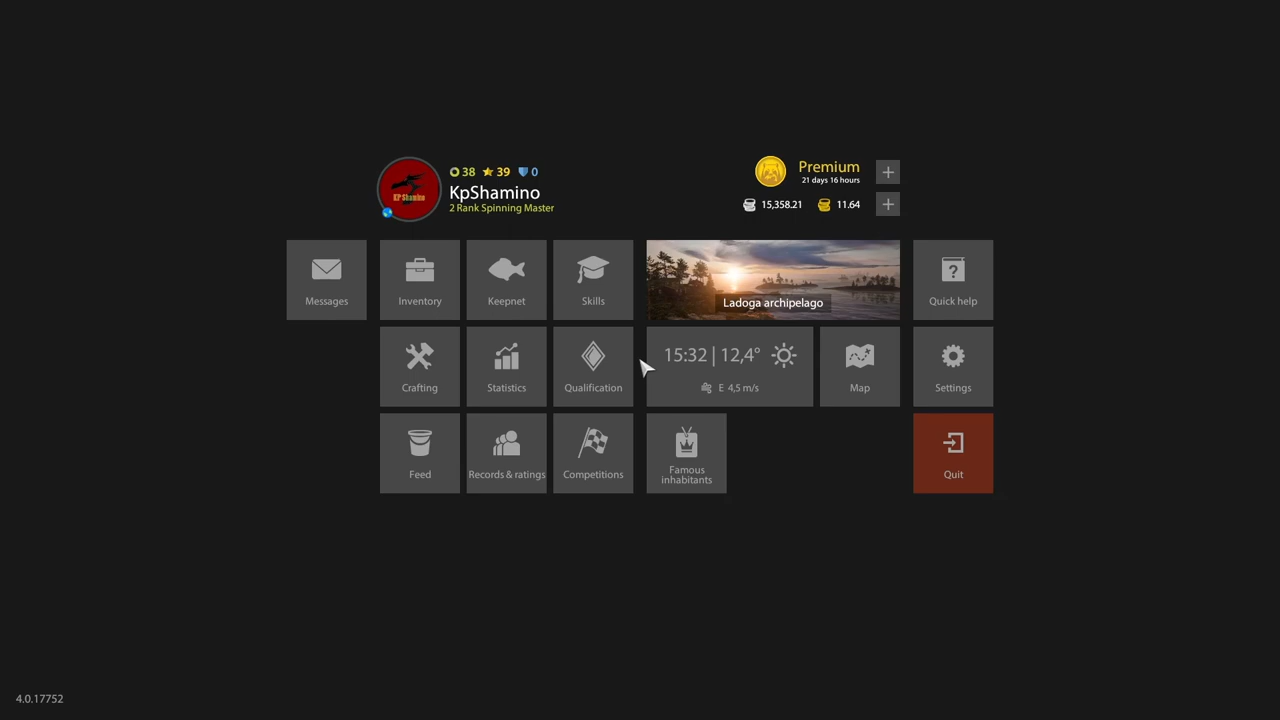 38 39 0
KpShamino
2 Rank Spinning Master
KP Shamino
Premium
21 days 16 hours
15,358.21 11.64
Messages
Inventory
Keepnet
Skills
Ladoga archipelago
Quick help
Crafting
Statistics
Qualification
15:32 | 12,4°
E 4,5 m/s
Map
Settings
Feed
Records & ratings
Competitions
Famous
inhabitants
Quit
4.0.17752